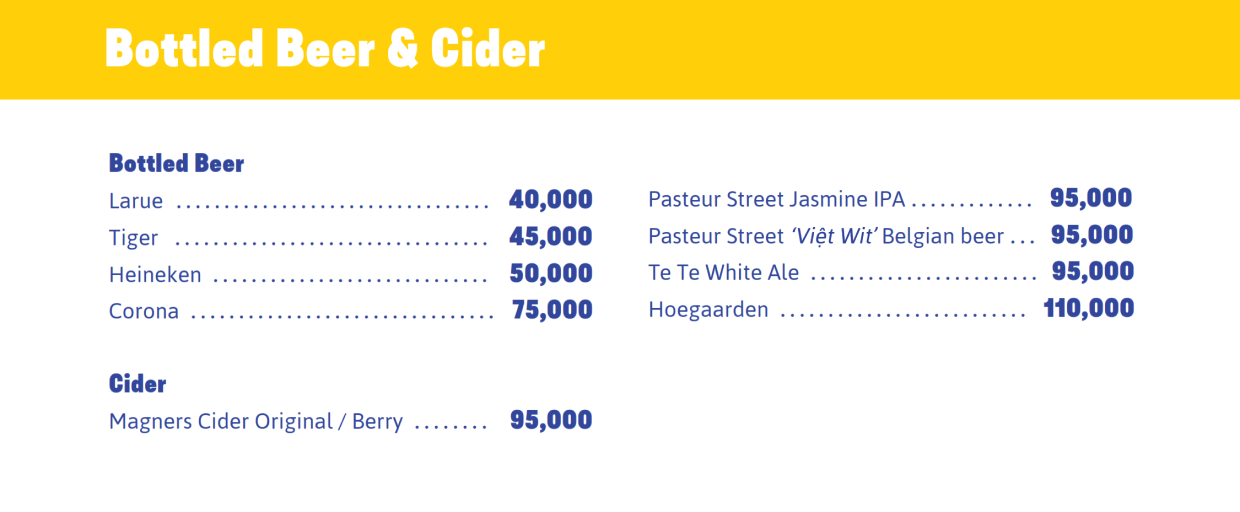 Bottled Beer & Cider
Bottled Beer
Larue ................................. 40,000
Tiger ................................. 45,000
Heineken ............................. 50,000
Corona ................................ 75,000
Pasteur Street Jasmine IPA ............. 95,000
Pasteur Street ‘Việt Wit’ Belgian beer ... 95,000
Te Te White Ale ........................ 95,000
Hoegaarden .......................... 110,000
Cider
Magners Cider Original / Berry ........ 95,000